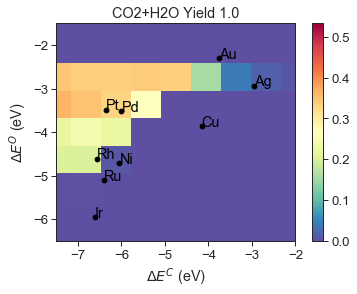 CO2+H2O Yield 1.0
−2
−3
−4
−5
−6
ΔE^O (eV)
Au
Ag
Pt
Pd
Cu
Rh
Ni
Ru
Ir
−7
−6
−5
−4
−3
−2
ΔE^C (eV)
0.5
0.4
0.3
0.2
0.1
0.0